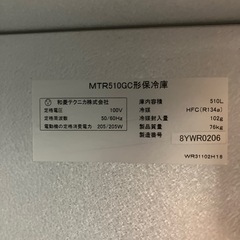 MTR510GC形保冷庫
和菱テクニカ株式会社
定格電圧 100V
定格周波数 50/60Hz
電動機の定格消費電力 205/205W
庫内容積 510L
冷媒 HFC(R134a)
冷媒封入量 102g
製品質量 76Kg
製造番号 8YWR0206
WR51102H18